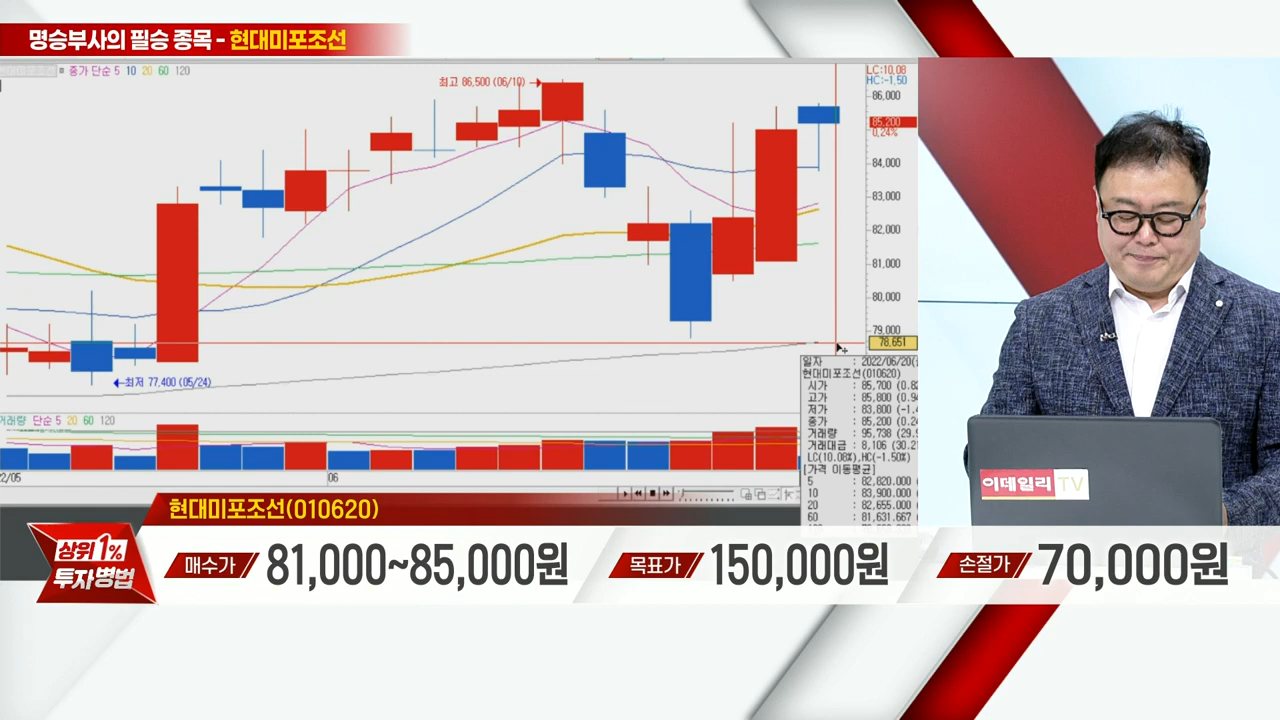 명승부사의 필승 종목 - 현대미포조선
종가 단순 5 10 20 60 120
최고 86,500 (06/10)
LC:10.08
HC:-1.50
86,000
85,200
0.24%
84,000
83,000
82,000
81,000
80,000
79,000
78,651
최저 77,400 (05/24)
거래량 단순 5 20 60 120
06
일자 : 2022/06/20
현대미포조선(010620)
시가 : 85,700
고가 : 85,800
저가 : 83,800
종가 : 85,200
거래량 : 95,738
거래대금 : 8,106
LC(10.08%),HC(-1.50%)
[가격 이동평균]
5 : 82,820.000
10 : 83,900.000
20 : 82,655.000
60 : 81,631.667
이데일리TV
현대미포조선(010620)
상위 1%
투자병법
매수가 81,000~85,000원
목표가 150,000원
손절가 70,000원